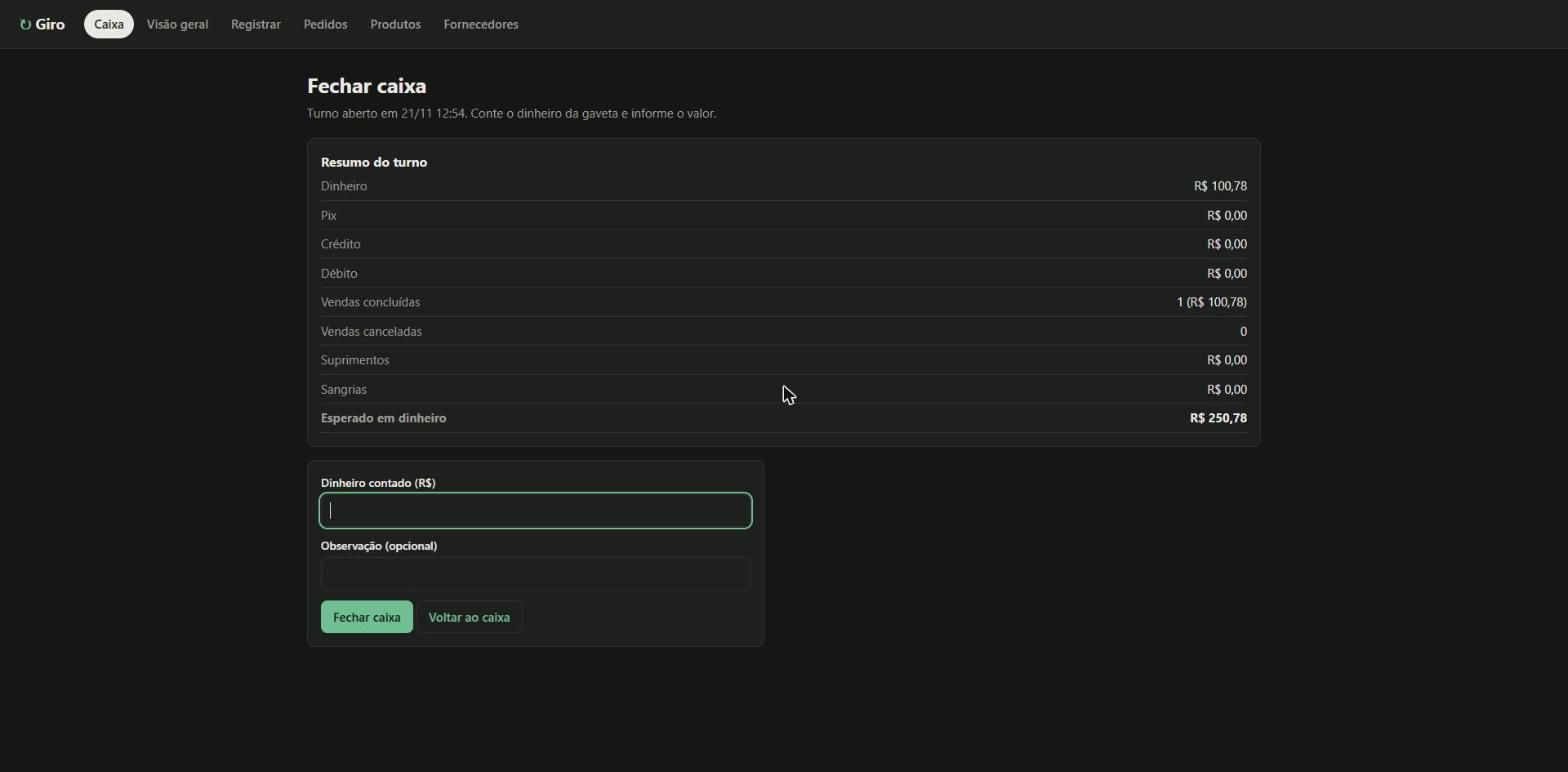 Giro Caixa Visão geral Registrar Pedidos Produtos Fornecedores
Fechar caixa
Turno aberto em 21/11 12:54. Conte o dinheiro da gaveta e informe o valor.
Resumo do turno
Dinheiro R$ 100,78
Pix R$ 0,00
Crédito R$ 0,00
Débito R$ 0,00
Vendas concluídas 1 (R$ 100,78)
Vendas canceladas 0
Suprimentos R$ 0,00
Sangrias R$ 0,00
Esperado em dinheiro R$ 250,78
Dinheiro contado (R$)
Observação (opcional)
Fechar caixa Voltar ao caixa